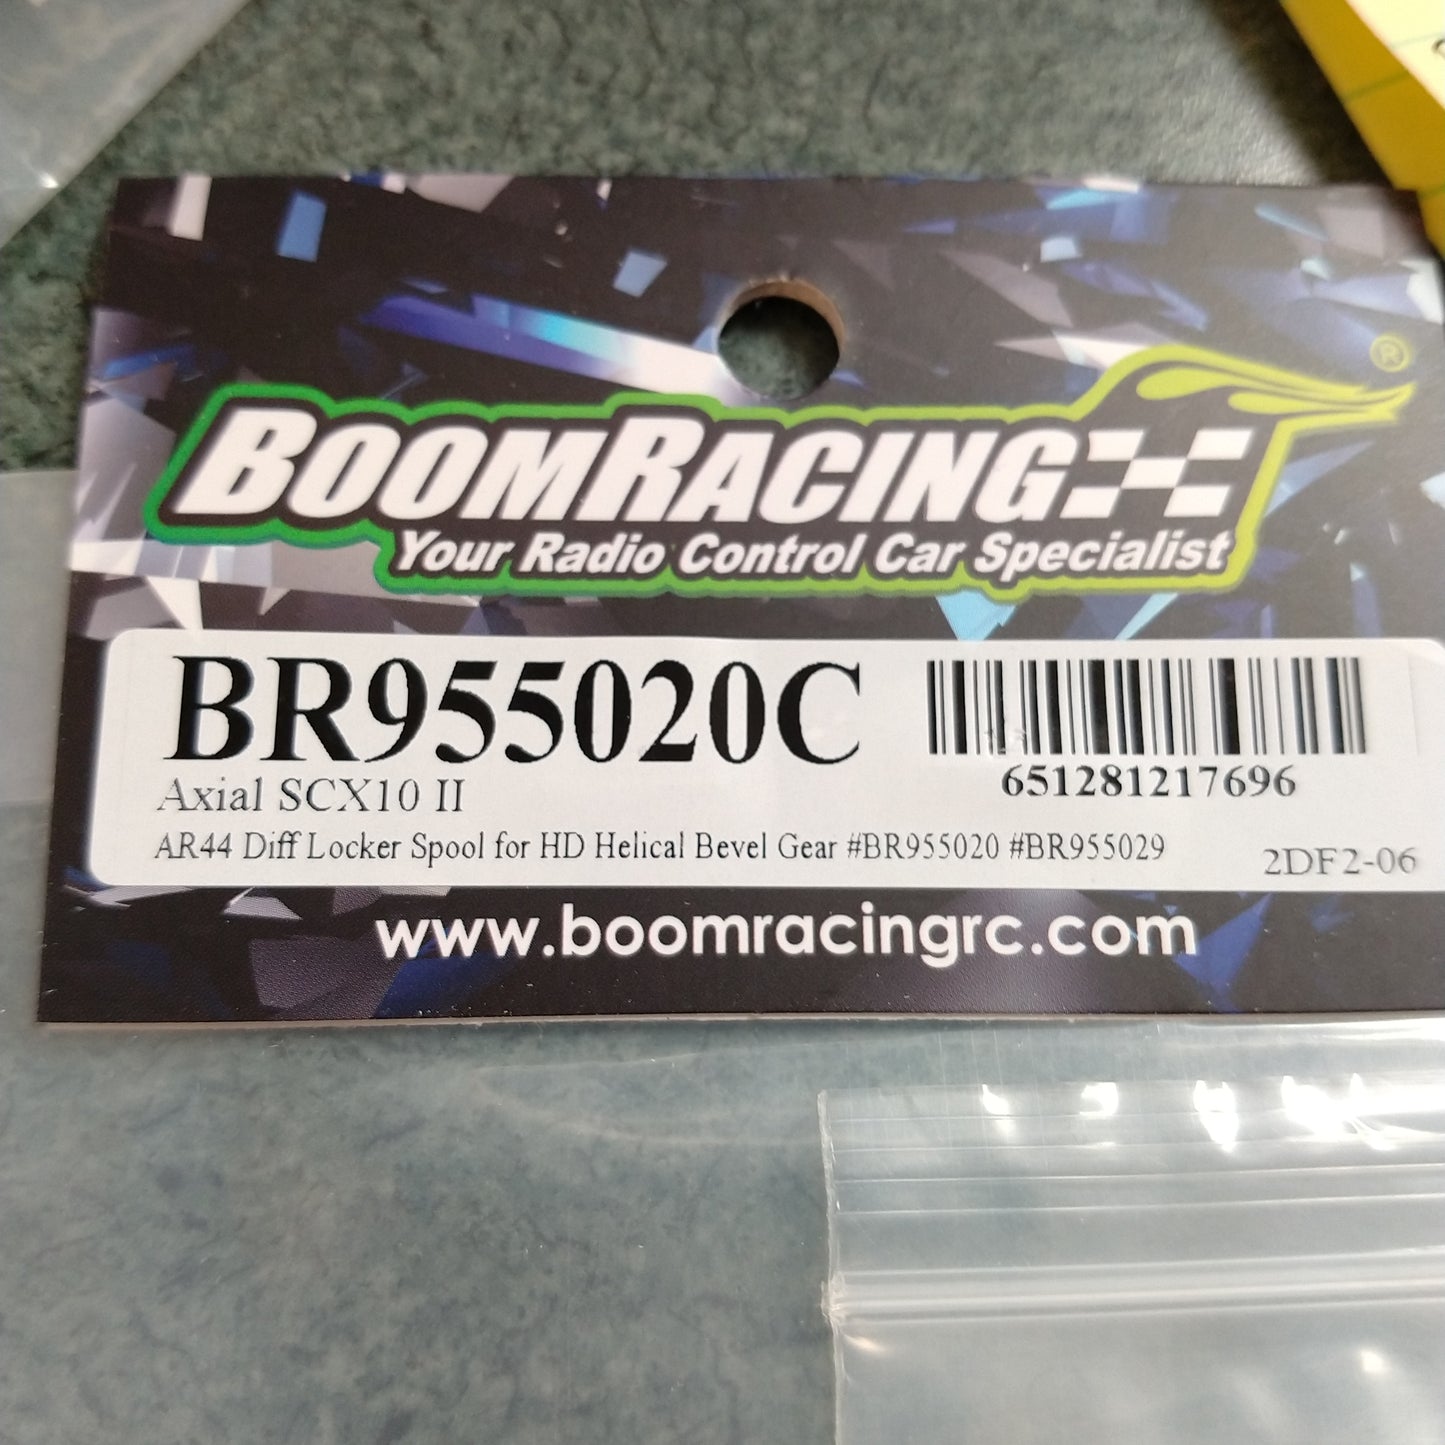 ®
BOOMRACING
Your Radio Control Car Specialist
BR955020C
651281217696
Axial SCX10 II
AR44 Diff Locker Spool for HD Helical Bevel Gear #BR955020 #BR955029
2DF2-06
www.boomracingrc.com